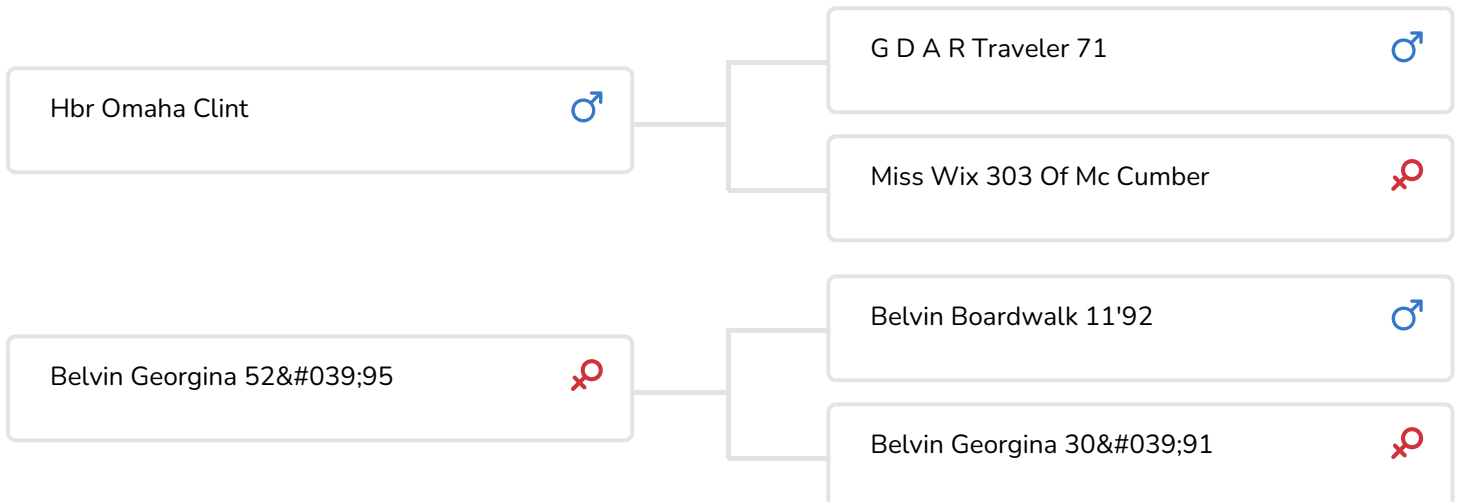 G D A R Traveler 71
Hbr Omaha Clint
Miss Wix 303 Of Mc Cumber
Belvin Boardwalk 11'92
Belvin Georgina 52&#039;95
Belvin Georgina 30&#039;91